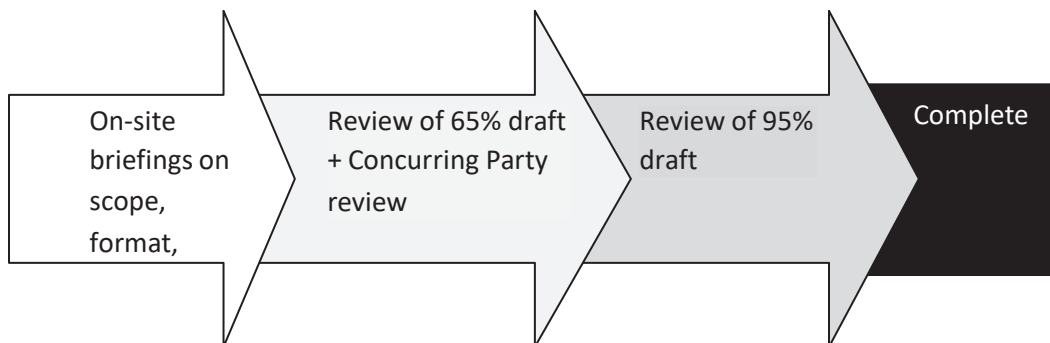 On-site
briefings on
scope,
format,
Review of 65% draft
+ Concurring Party
review
Review of 95%
draft
Complete